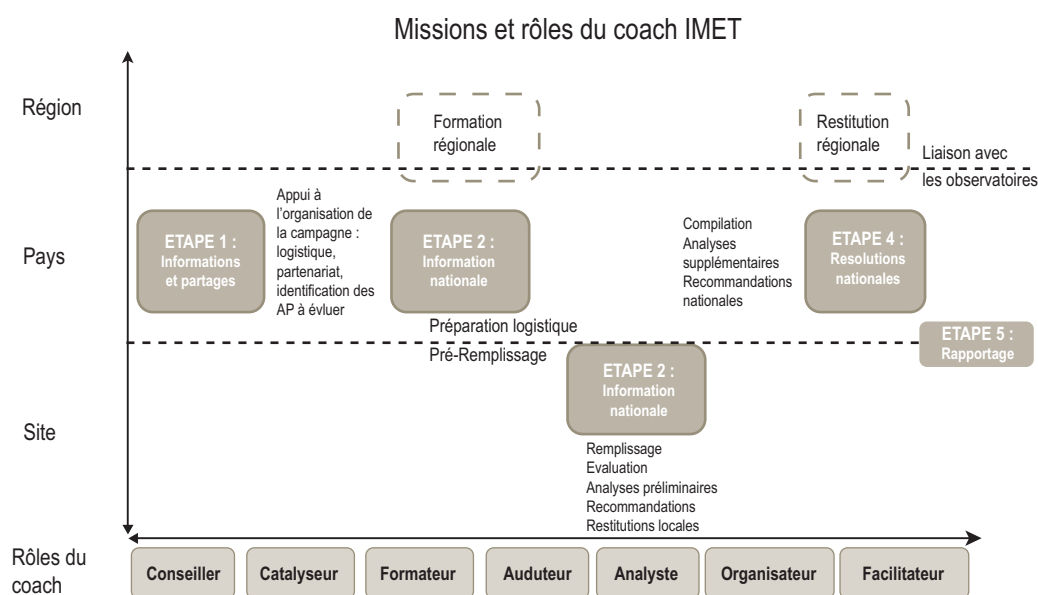 Missions et rôles du coach IMET
Région
Formation
régionale
Restitution
régionale
Liaison avec
les observatoires
Pays
ETAPE 1 :
Informations
et partages
Appui à
l'organisation de
la campagne :
logistique,
partenariat,
identification des
AP à évluer
ETAPE 2 :
Information
nationale
Compilation
Analyses
supplémentaires
Recommandations
nationales
ETAPE 4 :
Resolutions
nationales
Préparation logistique
Pré-Remplissage
ETAPE 5 :
Rapportage
Site
ETAPE 2 :
Information
nationale
Remplissage
Evaluation
Analyses préliminaires
Recommandations
Restitutions locales
Rôles du
coach
Conseiller
Catalyseur
Formateur
Auduteur
Analyste
Organisateur
Facilitateur